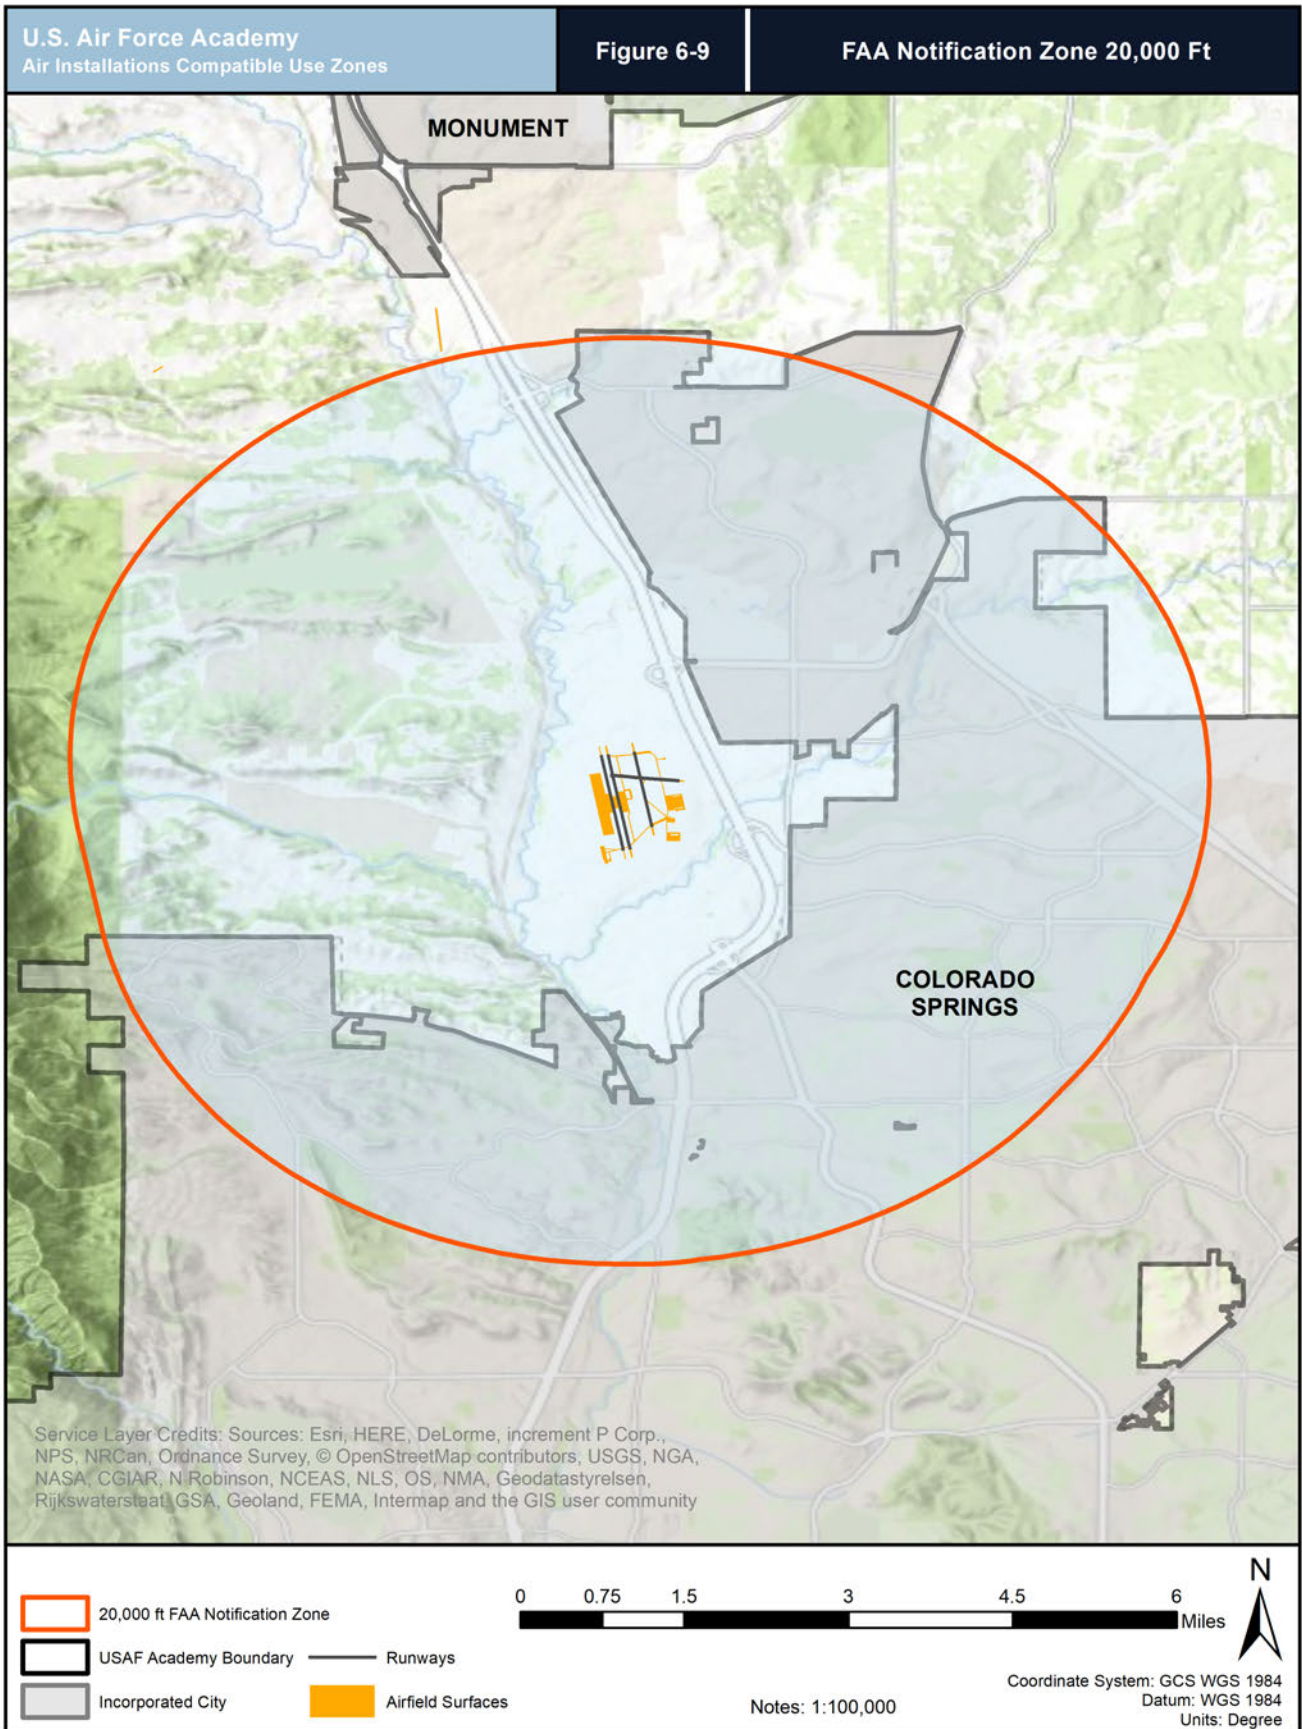 U.S. Air Force Academy
Air Installations Compatible Use Zones
Figure 6-9
FAA Notification Zone 20,000 Ft
MONUMENT
COLORADO
SPRINGS
Service Layer Credits: Sources: Esri, HERE, DeLorme, increment P Corp.,
NPS, NRCan, Ordnance Survey, © OpenStreetMap contributors, USGS, NGA,
NASA, CGIAR, N Robinson, NCEAS, NLS, OS, NMA, Geodatastyrelsen,
Rijkswaterstaat, GSA, Geoland, FEMA, Intermap and the GIS user community
20,000 ft FAA Notification Zone
USAF Academy Boundary
Runways
Incorporated City
Airfield Surfaces
0 0.75 1.5 3 4.5 6
Miles
N
Notes: 1:100,000
Coordinate System: GCS WGS 1984
Datum: WGS 1984
Units: Degree